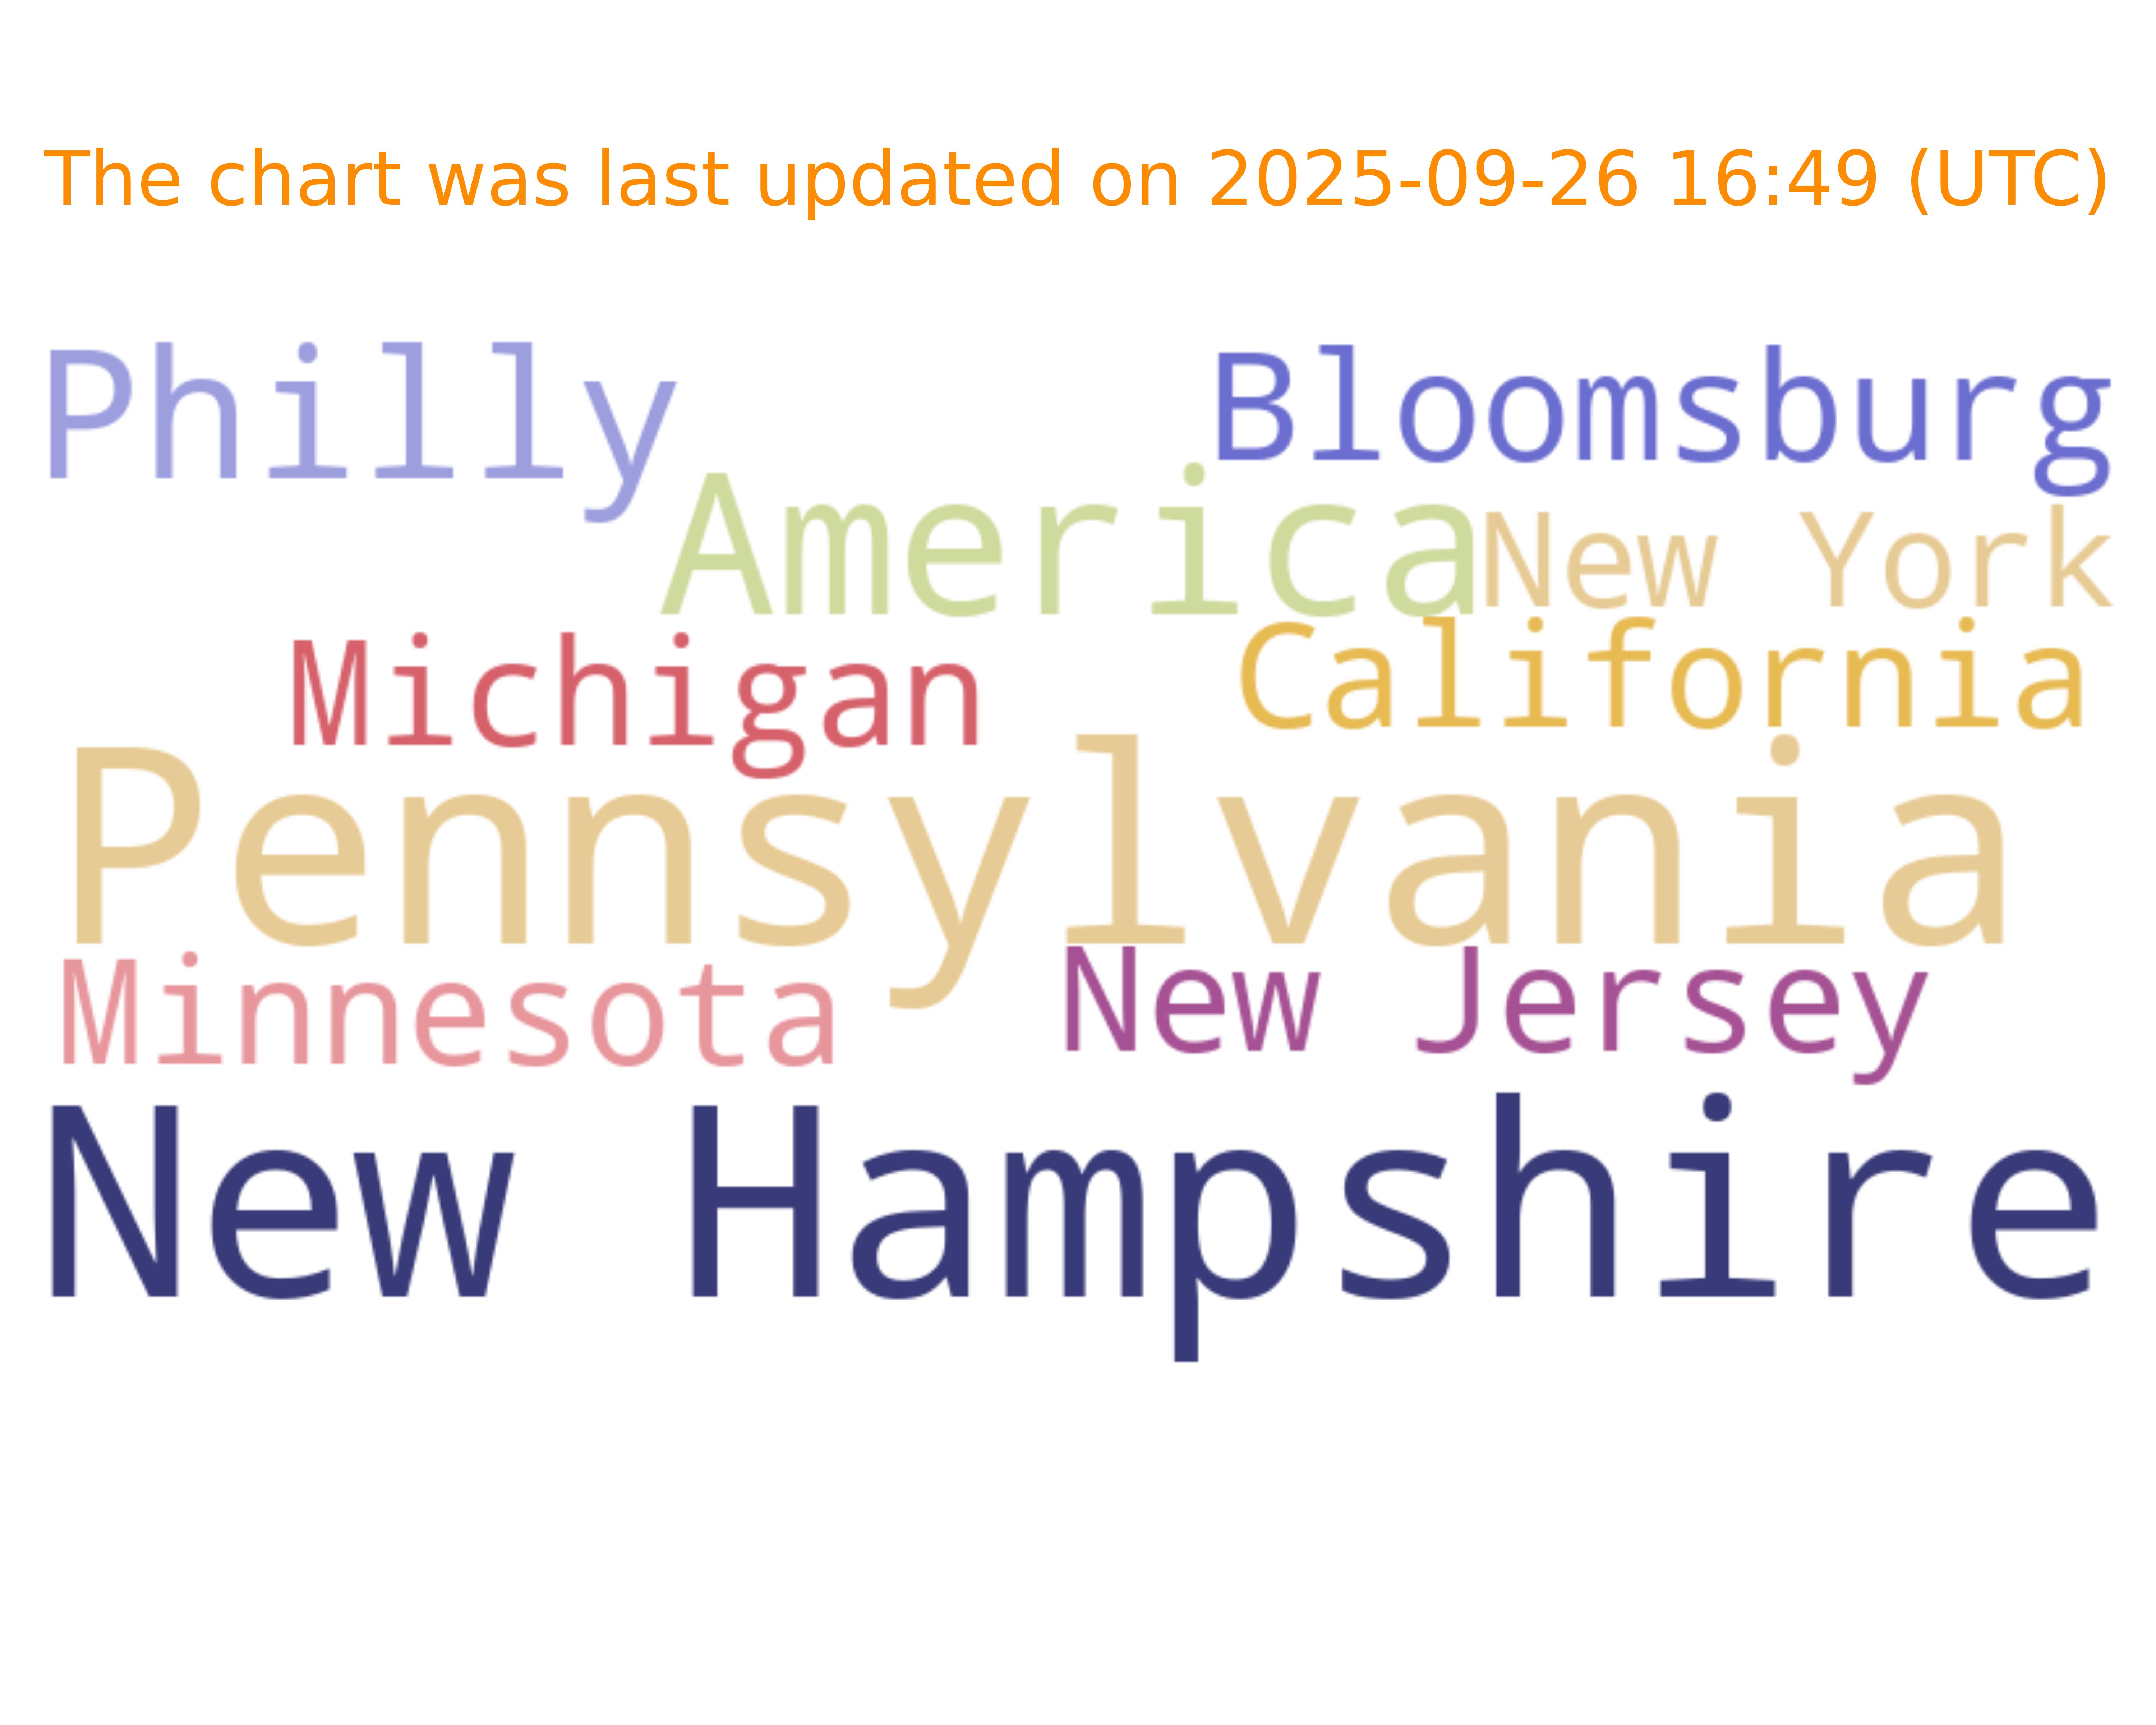 The chart was last updated on 2025-09-26 16:49 (UTC)
Philly
Bloomsburg
America
New York
Michigan
California
Pennsylvania
Minnesota
New Jersey
New Hampshire